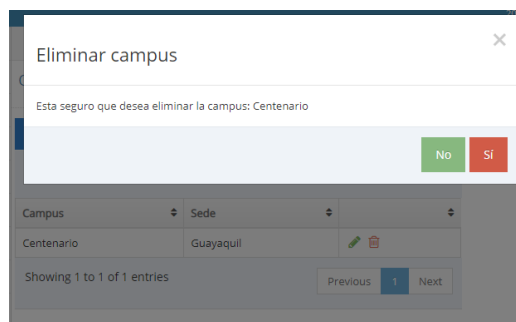 Eliminar campus
×
Esta seguro que desea eliminar la campus: Centenario
No Sí
Campus Sede
Centenario Guayaquil
Showing 1 to 1 of 1 entries
Previous 1 Next